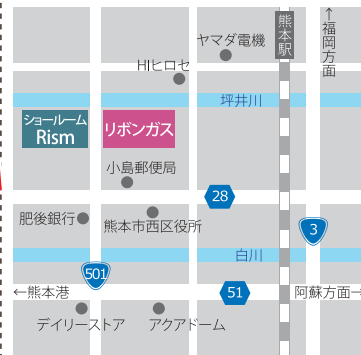 熊本駅
←福岡方面
ヤマダ電機
HIヒロセ
坪井川
ショールーム
Rism
リボンガス
小島郵便局
28
肥後銀行
熊本市西区役所
3
白川
501
←熊本港
51
阿蘇方面→
デイリーストア
アクアドーム